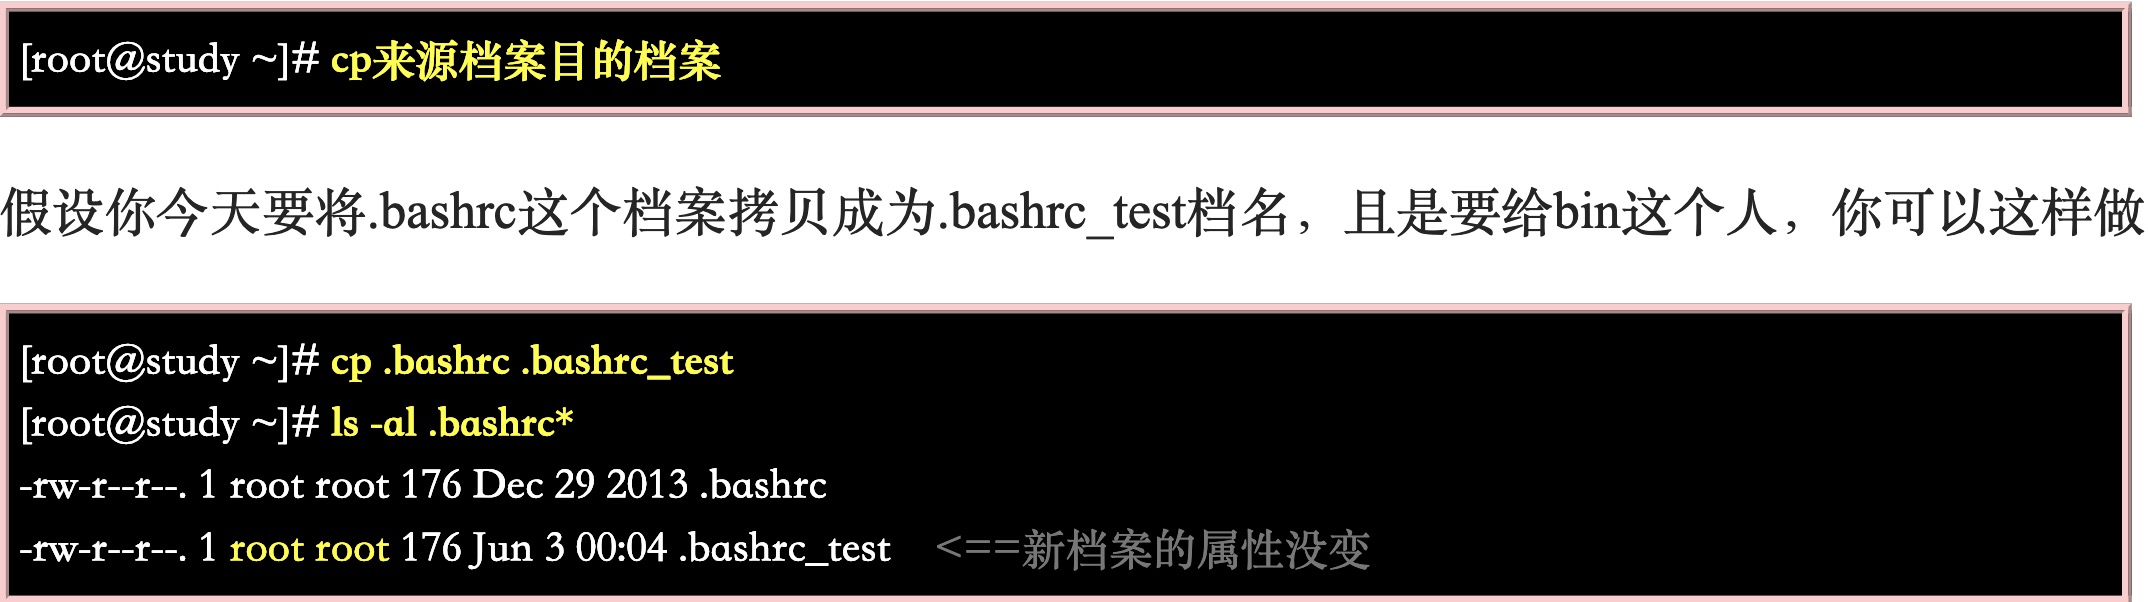 [root@study ~]# cp来源档案目的档案
假设你今天要将.bashrc这个档案拷贝成为.bashrc_test档名，且是要给bin这个人，你可以这样做
[root@study ~]# cp .bashrc .bashrc_test
[root@study ~]# ls -al .bashrc*
-rw-r--r--. 1 root root 176 Dec 29 2013 .bashrc
-rw-r--r--. 1 root root 176 Jun 3 00:04 .bashrc_test <==新档案的属性没变